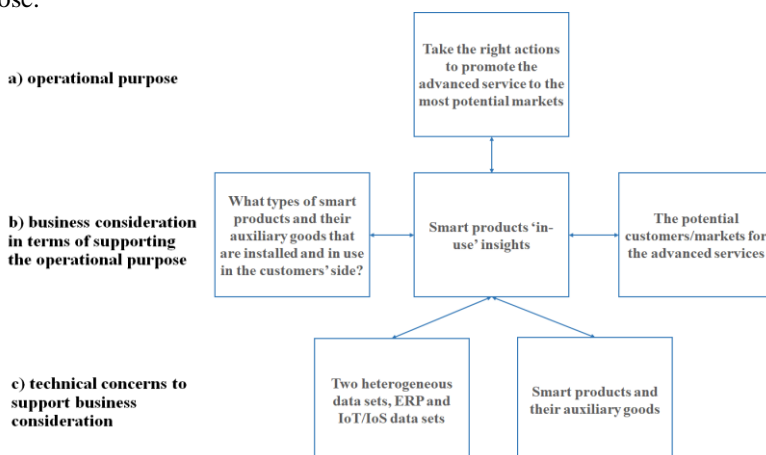 ose.
Take the right actions
to promote the
advanced service to the
most potential markets
a) operational purpose
b) business consideration
in terms of supporting
the operational purpose
What types of smart
products and their
auxiliary goods that
are installed and in use
in the customers' side?
Smart products 'in-
use' insights
The potential
customers/markets for
the advanced services
c) technical concerns to
support business
consideration
Two heterogeneous
data sets, ERP and
IoT/IoS data sets
Smart products and
their auxiliary goods